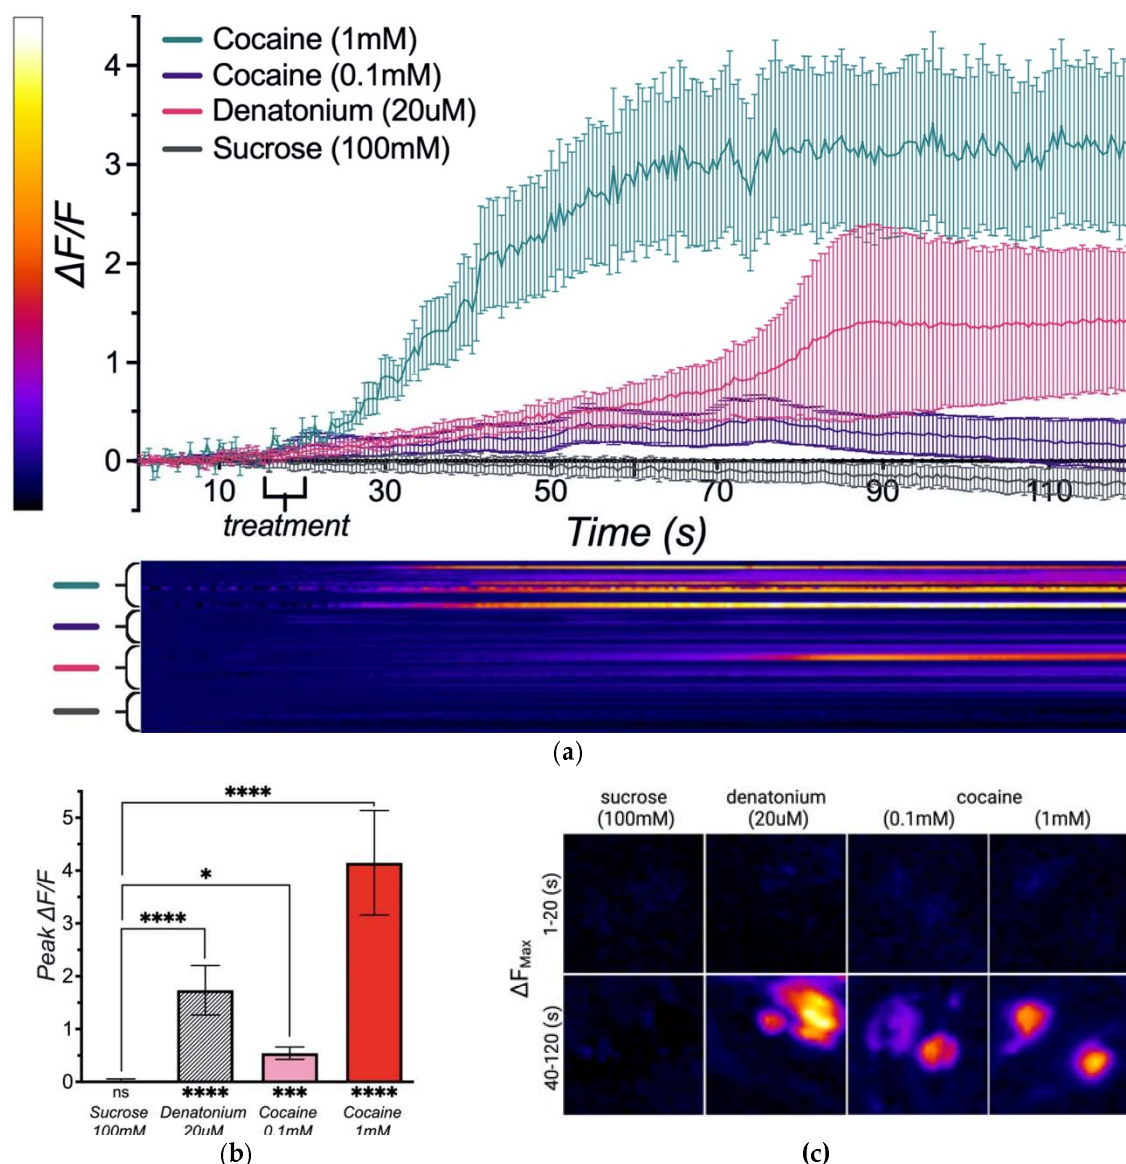 Cocaine (1mM)
Cocaine (0.1mM)
Denatonium (20uM)
Sucrose (100mM)
ΔF/F
4
3
2
1
0
10 30 50 70 90 110
treatment
Time (s)
(a)
Peak ΔF/F
5
4
3
2
1
0
****
*
****
ns **** *** ****
Sucrose Denatonium Cocaine Cocaine
100mM 20uM 0.1mM 1mM
(b)
sucrose denatonium cocaine
(100mM) (20uM) (0.1mM) (1mM)
ΔFMax
1-20 (s)
40-120 (s)
(c)